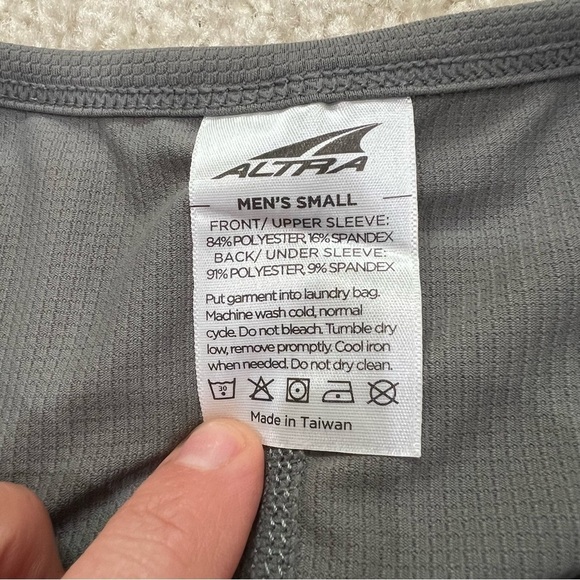 ALTRA
MEN'S SMALL
FRONT/ UPPER SLEEVE:
84% POLYESTER, 16% SPANDEX
BACK/ UNDER SLEEVE:
91% POLYESTER, 9% SPANDEX
Put garment into laundry bag.
Machine wash cold, normal
cycle. Do not bleach. Tumble dry
low, remove promptly. Cool iron
when needed. Do not dry clean.
30
Made in Taiwan